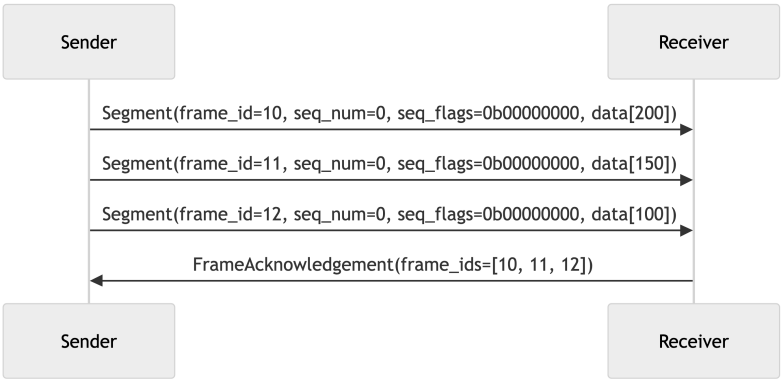 Sender
Receiver
Segment(frame_id=10, seq_num=0, seq_flags=0b00000000, data[200])
Segment(frame_id=11, seq_num=0, seq_flags=0b00000000, data[150])
Segment(frame_id=12, seq_num=0, seq_flags=0b00000000, data[100])
FrameAcknowledgement(frame_ids=[10, 11, 12])
Sender
Receiver